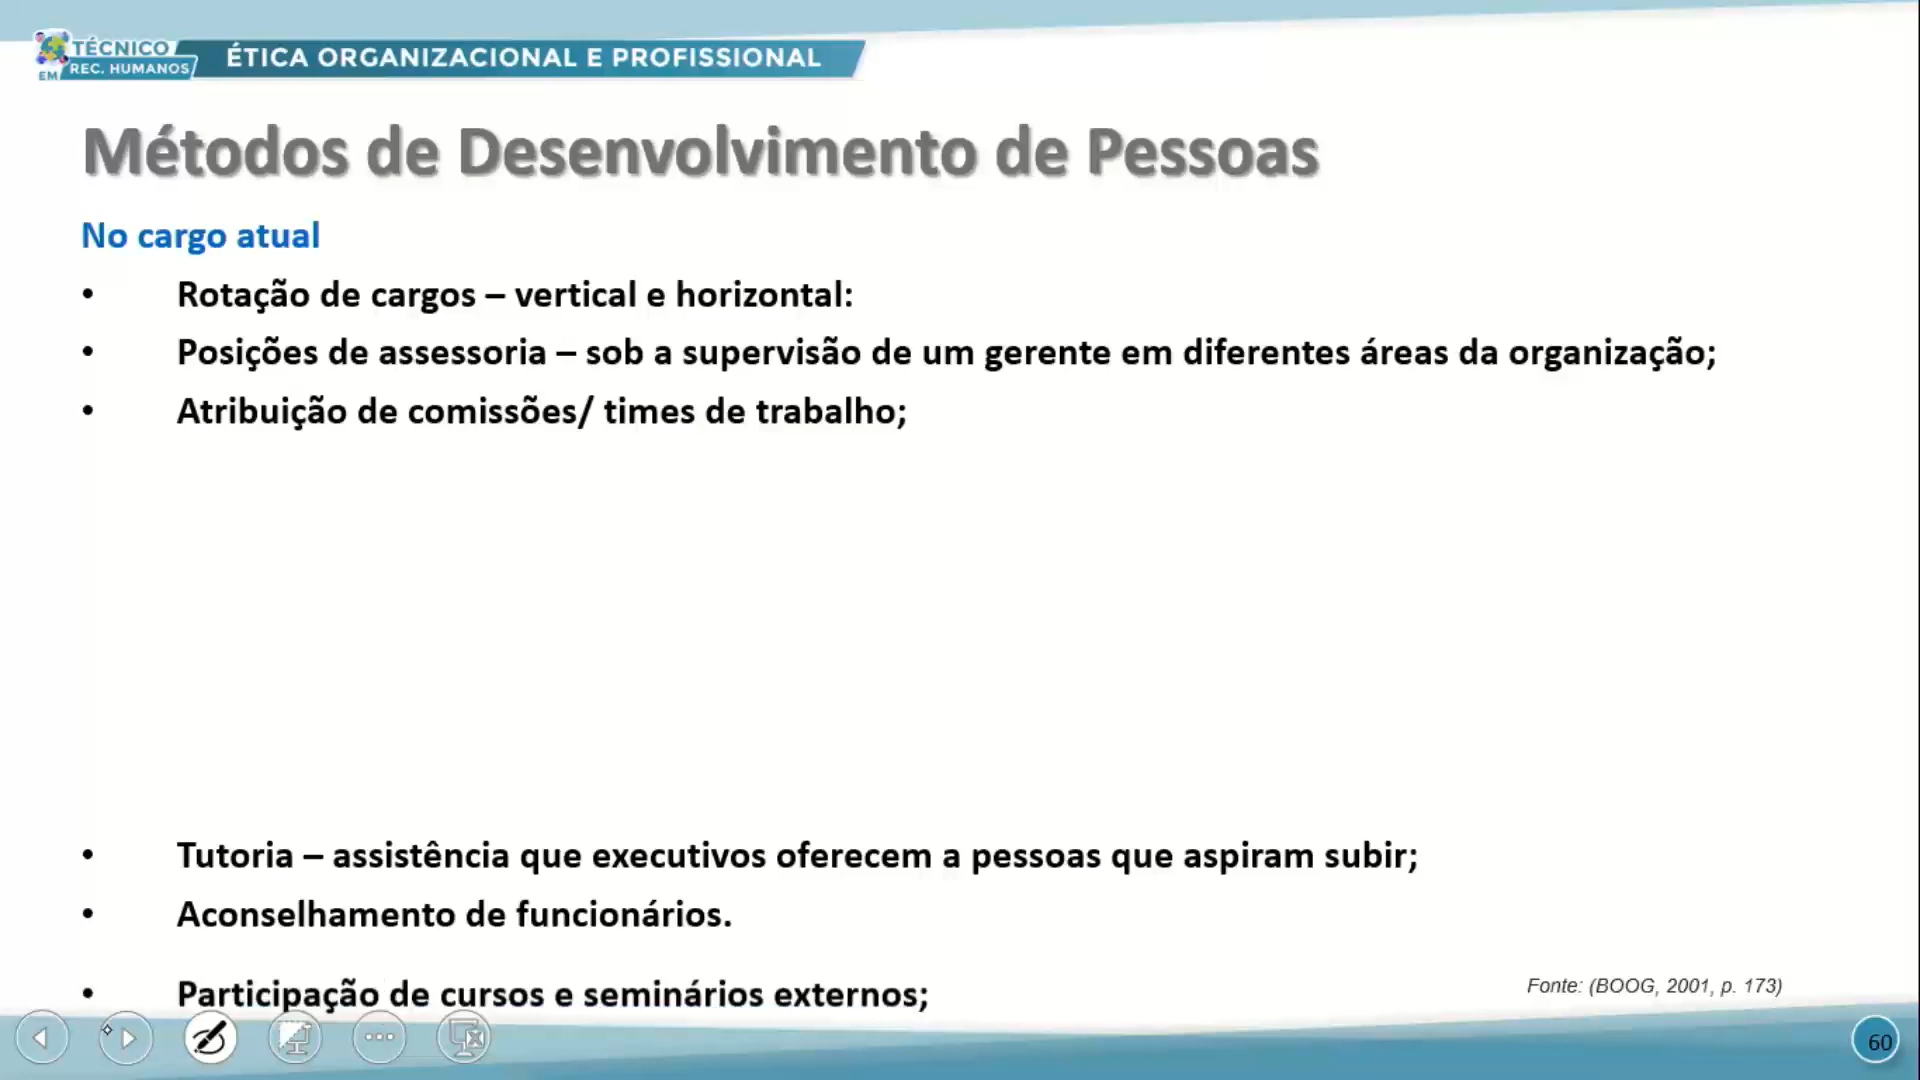 TÉCNICO
EM REC. HUMANOS
ÉTICA ORGANIZACIONAL E PROFISSIONAL
Métodos de Desenvolvimento de Pessoas
No cargo atual
• Rotação de cargos – vertical e horizontal:
• Posições de assessoria – sob a supervisão de um gerente em diferentes áreas da organização;
• Atribuição de comissões/ times de trabalho;
• Tutoria – assistência que executivos oferecem a pessoas que aspiram subir;
• Aconselhamento de funcionários.
• Participação de cursos e seminários externos;
Fonte: (BOOG, 2001, p. 173)
60